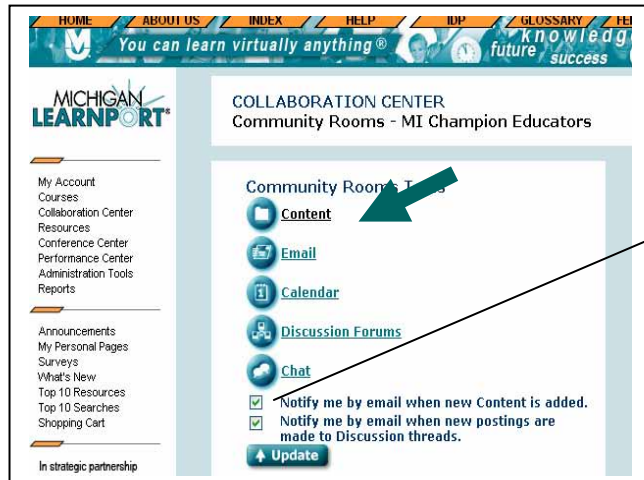 HOME ABOUT US INDEX HELP IDP GLOSSARY FEE
You can learn virtually anything ® future knowledg success
MICHIGAN
LEARNPORT®
COLLABORATION CENTER
Community Rooms - MI Champion Educators
My Account
Courses
Collaboration Center
Resources
Conference Center
Performance Center
Administration Tools
Reports
Announcements
My Personal Pages
Surveys
What's New
Top 10 Resources
Top 10 Searches
Shopping Cart
In strategic partnership
Community Rooms
Content
Email
Calendar
Discussion Forums
Chat
Notify me by email when new Content is added.
Notify me by email when new postings are
made to Discussion threads.
Update